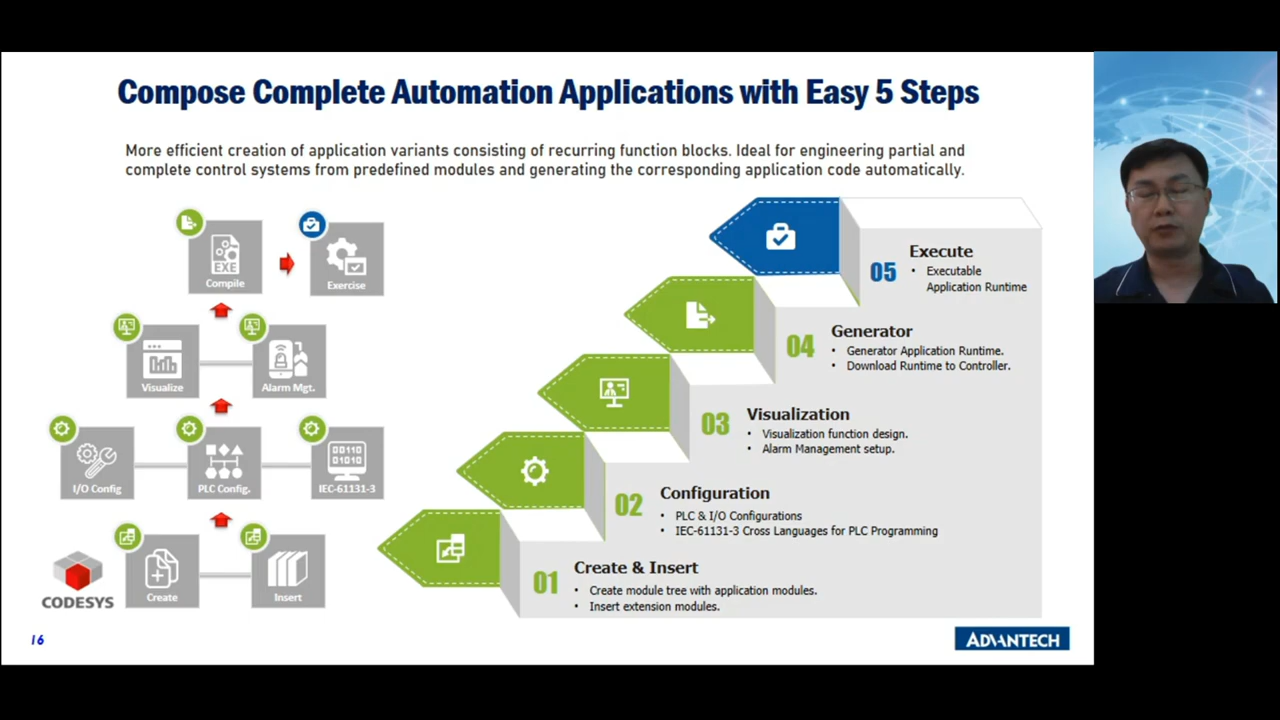 Compose Complete Automation Applications with Easy 5 Steps
More efficient creation of application variants consisting of recurring function blocks. Ideal for engineering partial and
complete control systems from predefined modules and generating the corresponding application code automatically.
EXE
Compile
Exercise
Visualize
Alarm Mgt.
I/O Config
PLC Config.
00110
01010
IEC-61131-3
CODESYS
Create
Insert
05
Execute
• Executable
Application Runtime
04
Generator
• Generator Application Runtime.
• Download Runtime to Controller.
03
Visualization
• Visualization function design.
• Alarm Management setup.
02
Configuration
• PLC & I/O Configurations
• IEC-61131-3 Cross Languages for PLC Programming
01
Create & Insert
• Create module tree with application modules.
• Insert extension modules.
16
ADVANTECH